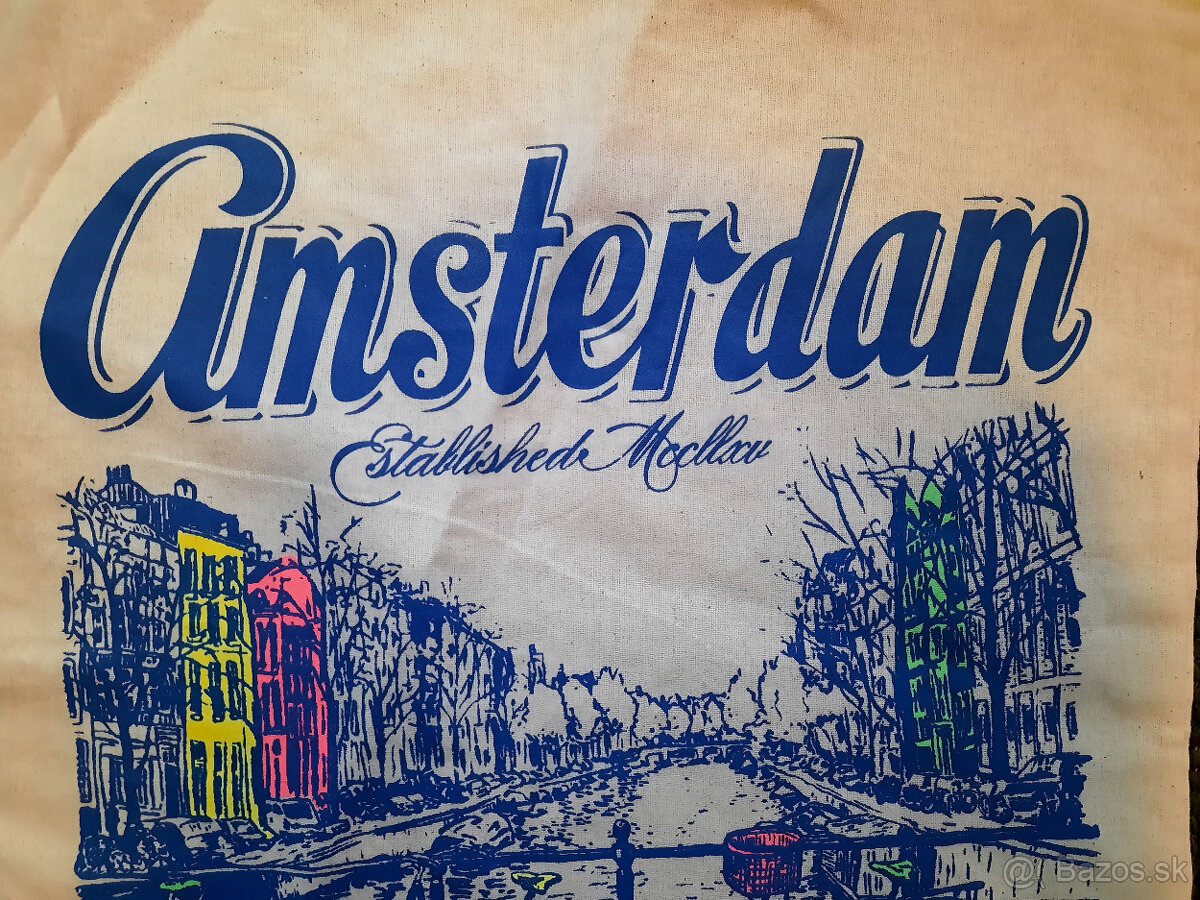 Amsterdam
Established Mcclxxv
@ Bazos.sk